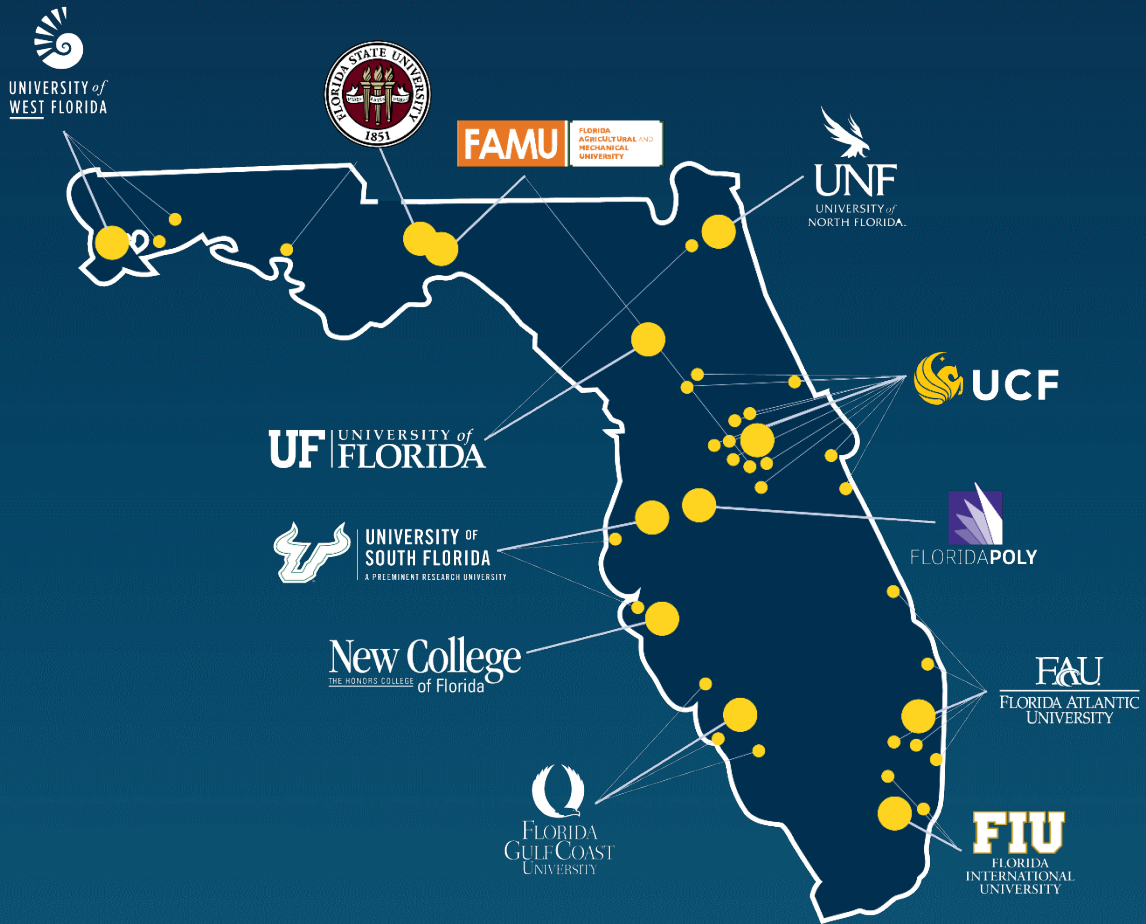 UNIVERSITY of
WEST FLORIDA
FLORIDA STATE UNIVERSITY
1851
FAMU
FLORIDA
AGRICULTURAL AND
MECHANICAL
UNIVERSITY
UNF
UNIVERSITY of
NORTH FLORIDA.
UCF
UF UNIVERSITY of
FLORIDA
UNIVERSITY OF
SOUTH FLORIDA
A PREEMINENT RESEARCH UNIVERSITY
FLORIDAPOLY
New College
THE HONORS COLLEGE of Florida
FAU
FLORIDA ATLANTIC
UNIVERSITY
FLORIDA
GULF COAST
UNIVERSITY
FIU
FLORIDA
INTERNATIONAL
UNIVERSITY